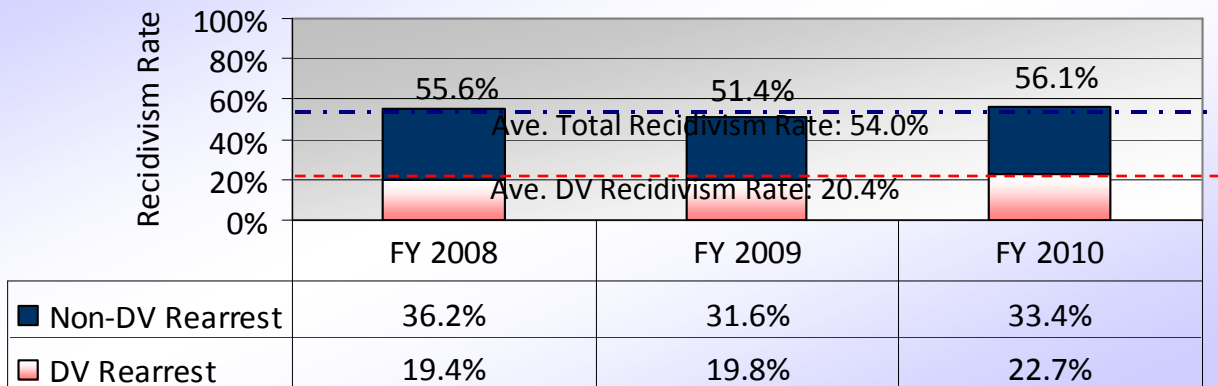 Recidivism Rate
100%
80%
60%
40%
20%
0%
55.6%
51.4%
56.1%
Ave. Total Recidivism Rate: 54.0%
Ave. DV Recidivism Rate: 20.4%
FY 2008 FY 2009 FY 2010
Non-DV Rearrest 36.2% 31.6% 33.4%
DV Rearrest 19.4% 19.8% 22.7%